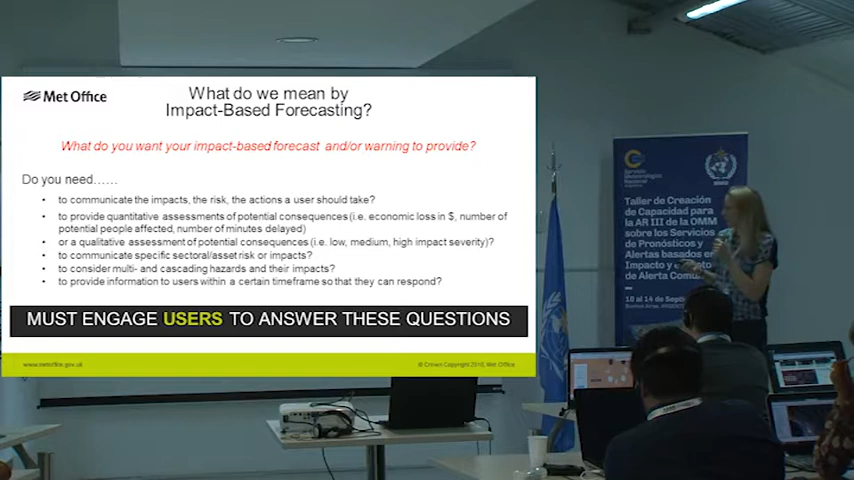 Met Office
What do we mean by
Impact-Based Forecasting?
What do you want your impact-based forecast and/or warning to provide?
Do you need......
• to communicate the impacts, the risk, the actions a user should take?
• to provide quantitative assessments of potential consequences (i.e. economic loss in $, number of
potential people affected, number of minutes delayed)
• or a qualitative assessment of potential consequences (i.e. low, medium, high impact severity)?
• to communicate specific sectoral/asset risk or impacts?
• to consider multi- and cascading hazards and their impacts?
• to provide information to users within a certain timeframe so that they can respond?
MUST ENGAGE USERS TO ANSWER THESE QUESTIONS
www.metoffice.gov.uk
© Crown Copyright 2018, Met Office
Servicio
Meteorológico
Nacional
Taller de Creación
de Capacidad para
la AR III de la OMM
sobre los Servicios
de Pronósticos y
Alertas basados en
Impacto y
de Alerta Común
10 al 14 de
Buenos Aires,